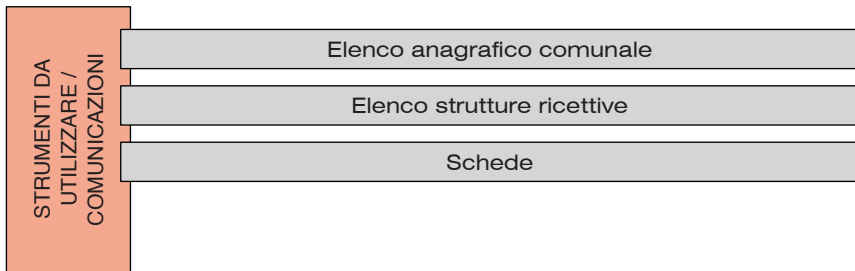 STRUMENTI DA
UTILIZZARE /
COMUNICAZIONI
Elenco anagrafico comunale
Elenco strutture ricettive
Schede